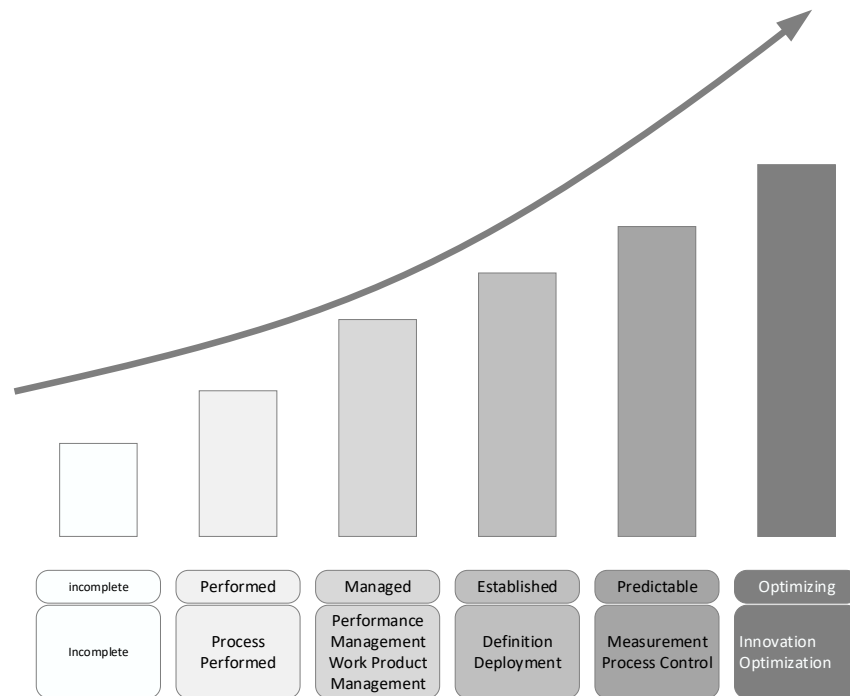 incomplete
Performed
Managed
Established
Predictable
Optimizing
Incomplete
Process
Performed
Performance
Management
Work Product
Management
Definition
Deployment
Measurement
Process Control
Innovation
Optimization